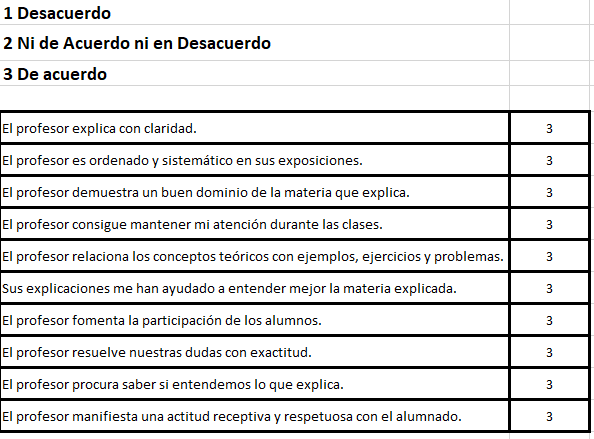 1 Desacuerdo
2 Ni de Acuerdo ni en Desacuerdo
3 De acuerdo
El profesor explica con claridad. 3
El profesor es ordenado y sistemático en sus exposiciones. 3
El profesor demuestra un buen dominio de la materia que explica. 3
El profesor consigue mantener mi atención durante las clases. 3
El profesor relaciona los conceptos teóricos con ejemplos, ejercicios y problemas. 3
Sus explicaciones me han ayudado a entender mejor la materia explicada. 3
El profesor fomenta la participación de los alumnos. 3
El profesor resuelve nuestras dudas con exactitud. 3
El profesor procura saber si entendemos lo que explica. 3
El profesor manifiesta una actitud receptiva y respetuosa con el alumnado. 3